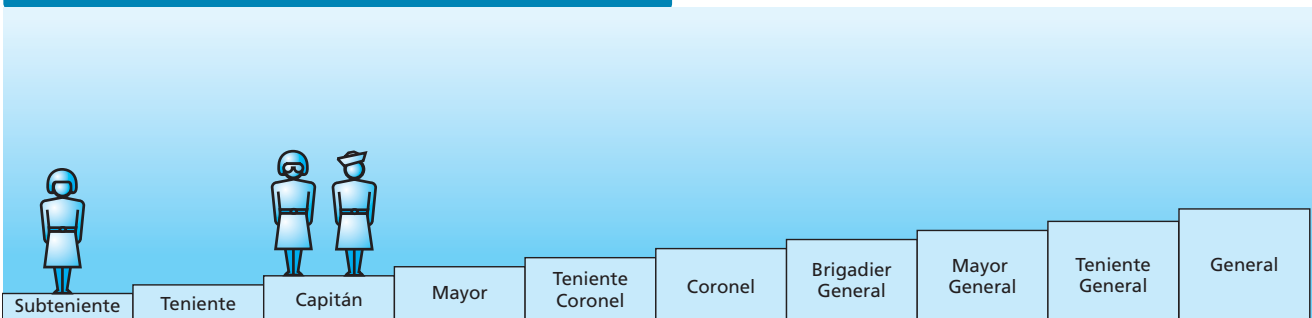 Subteniente
Teniente
Capitán
Mayor
Teniente
Coronel
Coronel
Brigadier
General
Mayor
General
Teniente
General
General